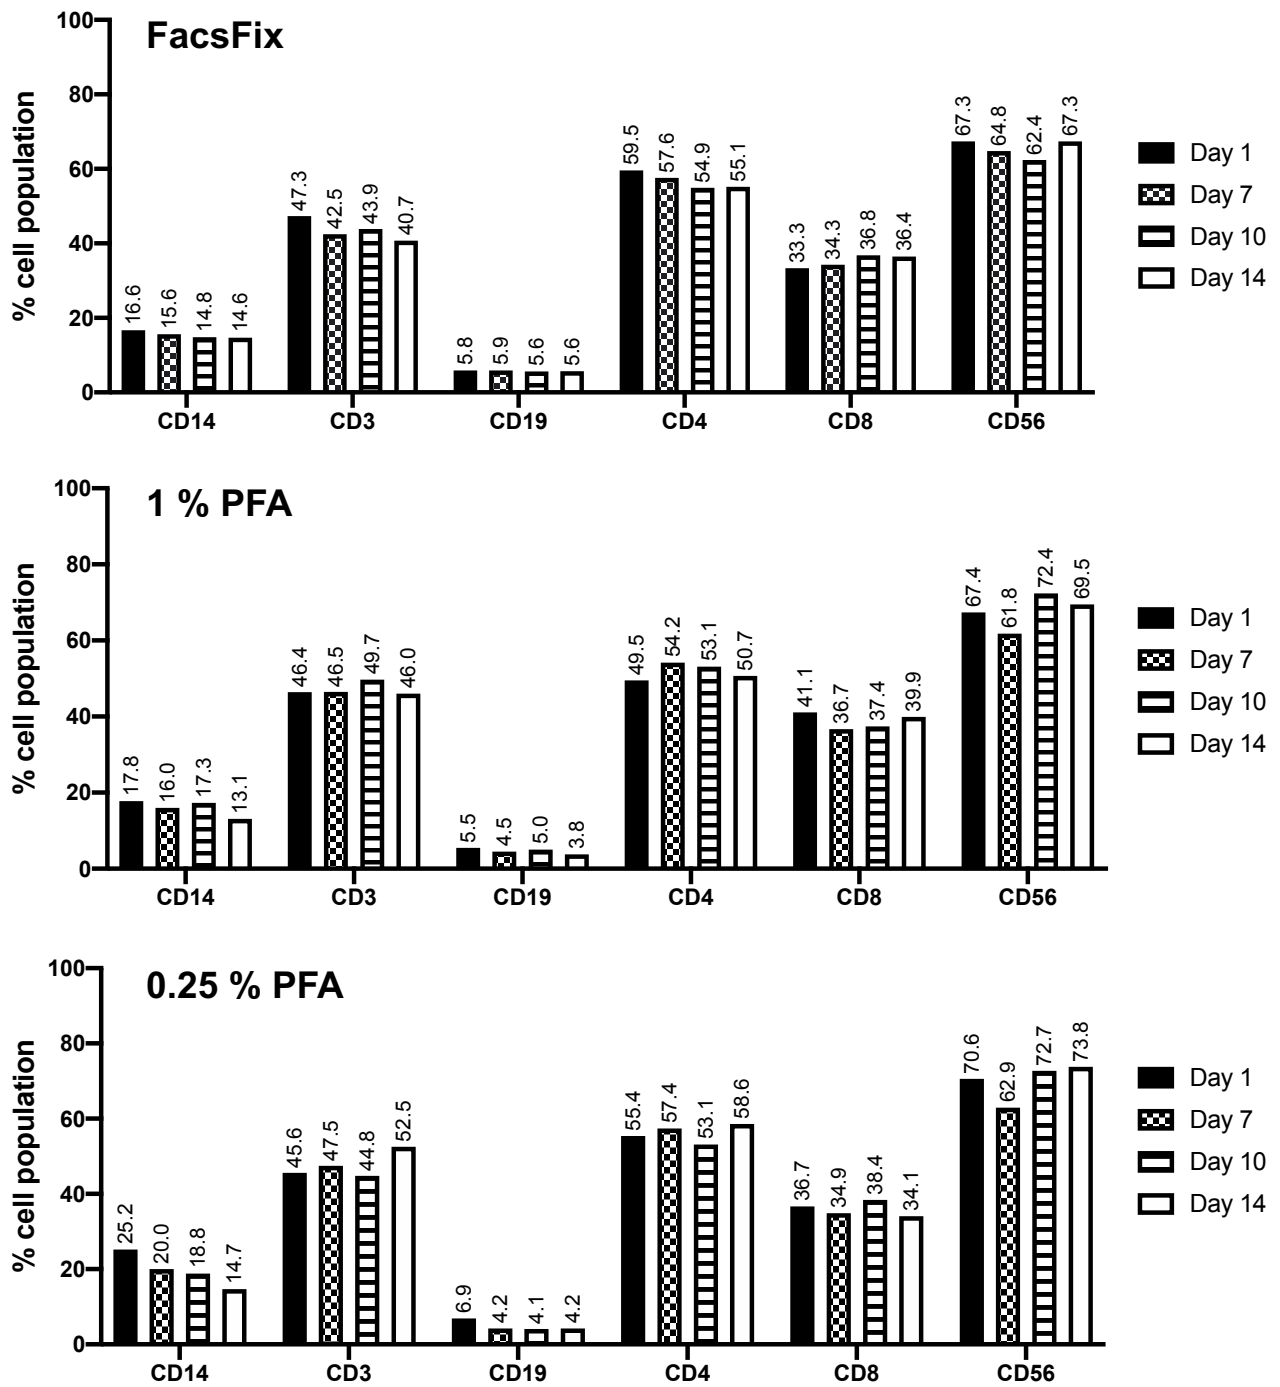 FacsFix
% cell population
100
80
60
40
20
0
16.6 15.6 14.8 14.6
47.3 42.5 43.9 40.7
5.8 5.9 5.6 5.6
59.5 57.6 54.9 55.1
33.3 34.3 36.8 36.4
67.3 64.8 62.4 67.3
CD14 CD3 CD19 CD4 CD8 CD56
Day 1
Day 7
Day 10
Day 14
1 % PFA
% cell population
100
80
60
40
20
0
17.8 16.0 17.3 13.1
46.4 46.5 49.7 46.0
5.5 4.5 5.0 3.8
49.5 54.2 53.1 50.7
41.1 36.7 37.4 39.9
67.4 61.8 72.4 69.5
CD14 CD3 CD19 CD4 CD8 CD56
Day 1
Day 7
Day 10
Day 14
0.25 % PFA
% cell population
100
80
60
40
20
0
25.2 20.0 18.8 14.7
45.6 47.5 44.8 52.5
6.9 4.2 4.1 4.2
55.4 57.4 53.1 58.6
36.7 34.9 38.4 34.1
70.6 62.9 72.7 73.8
CD14 CD3 CD19 CD4 CD8 CD56
Day 1
Day 7
Day 10
Day 14